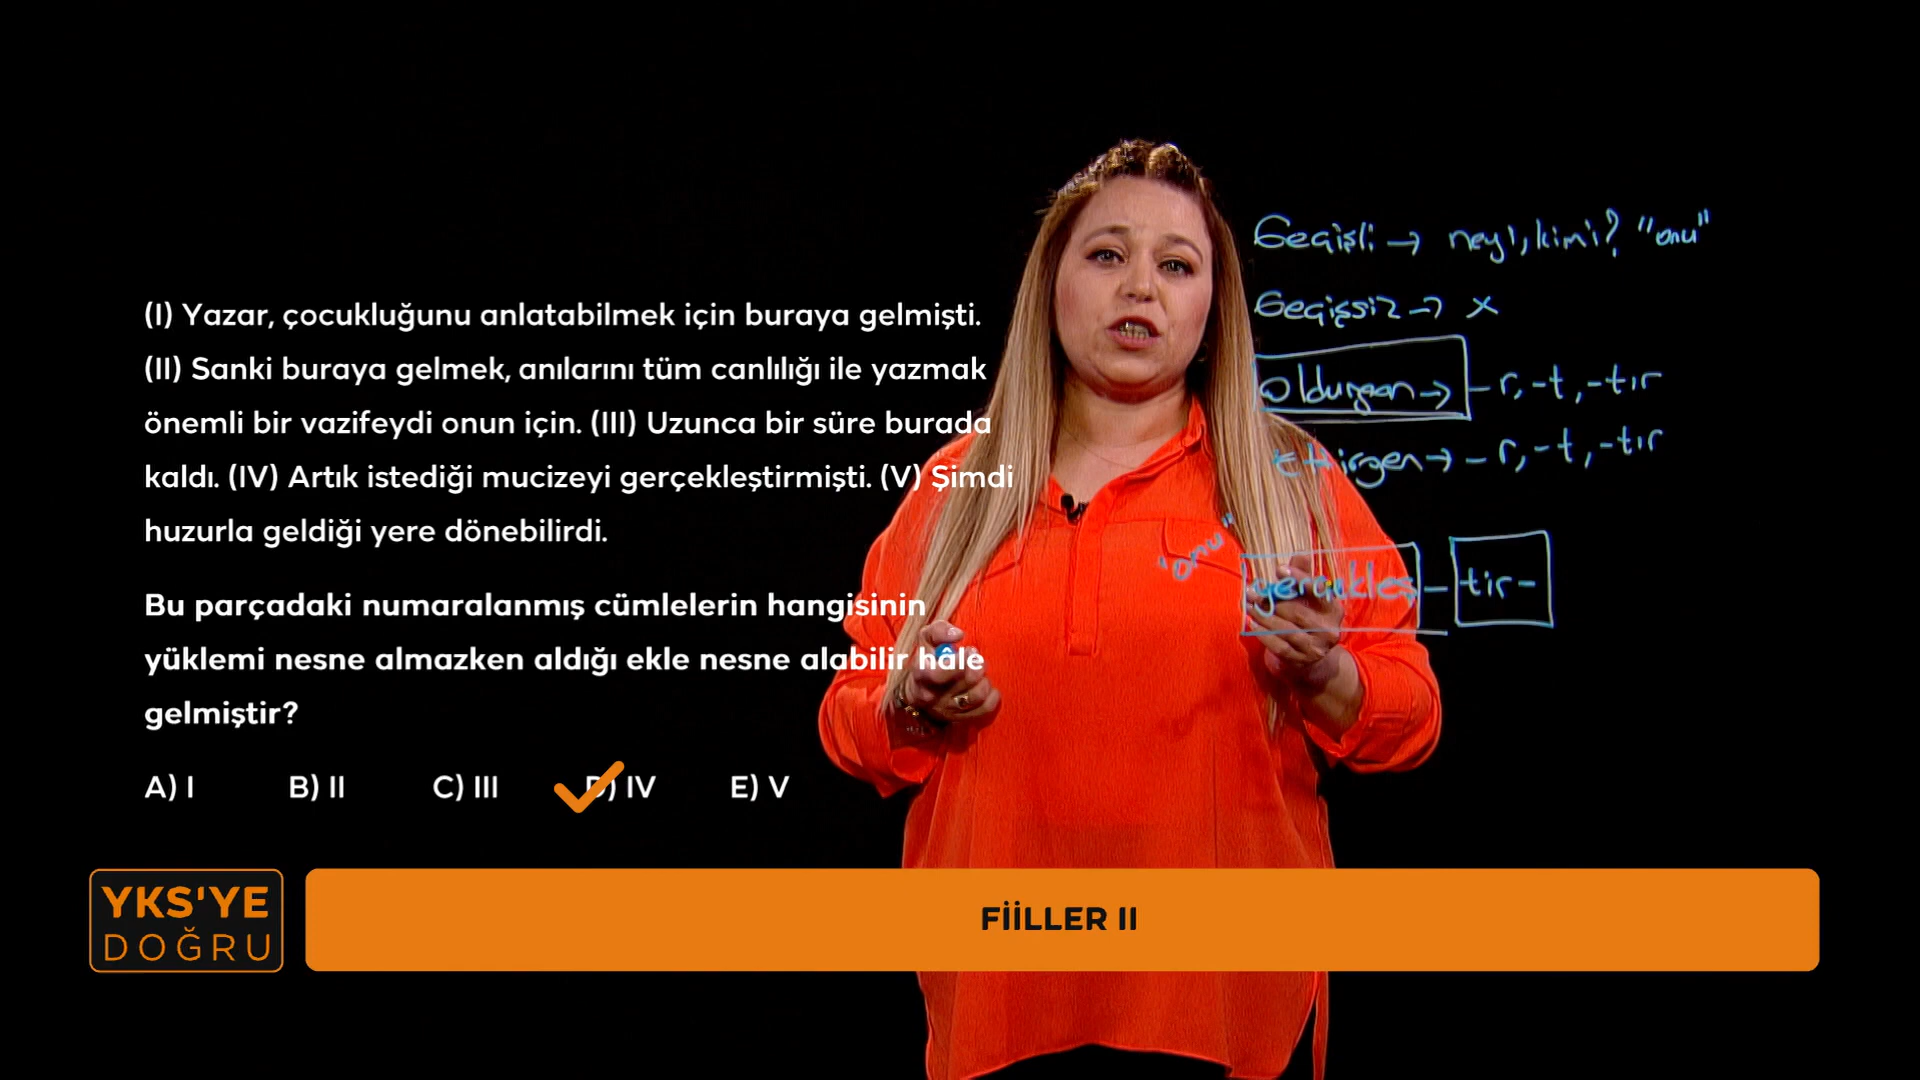 (I) Yazar, çocukluğunu anlatabilmek için buraya gelmişti.
(II) Sanki buraya gelmek, anılarını tüm canlılığı ile yazmak
önemli bir vazifeydi onun için. (III) Uzunca bir süre burada
kaldı. (IV) Artık istediği mucizeyi gerçekleştirmişti. (V) Şimdi
huzurla geldiği yere dönebilirdi.
Bu parçadaki numaralanmış cümlelerin hangisinin
yüklemi nesne almazken aldığı ekle nesne alabilir hâle
gelmiştir?
A) I B) II C) III D) IV E) V
Geçişli → neyi, kimi? "onu"
Geçişsiz → x
oldurgan → -r, -t, -tır
ettirgen → -r, -t, -tır
"onu" gerçekleş - tir -
YKS'YE
DOĞRU
FİİLLER II